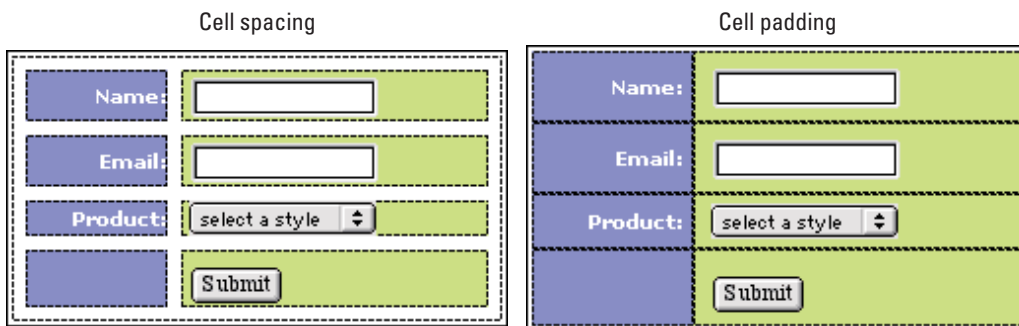 Cell spacing
Name:
Email:
Product:
select a style
Submit
Cell padding
Name:
Email:
Product:
select a style
Submit